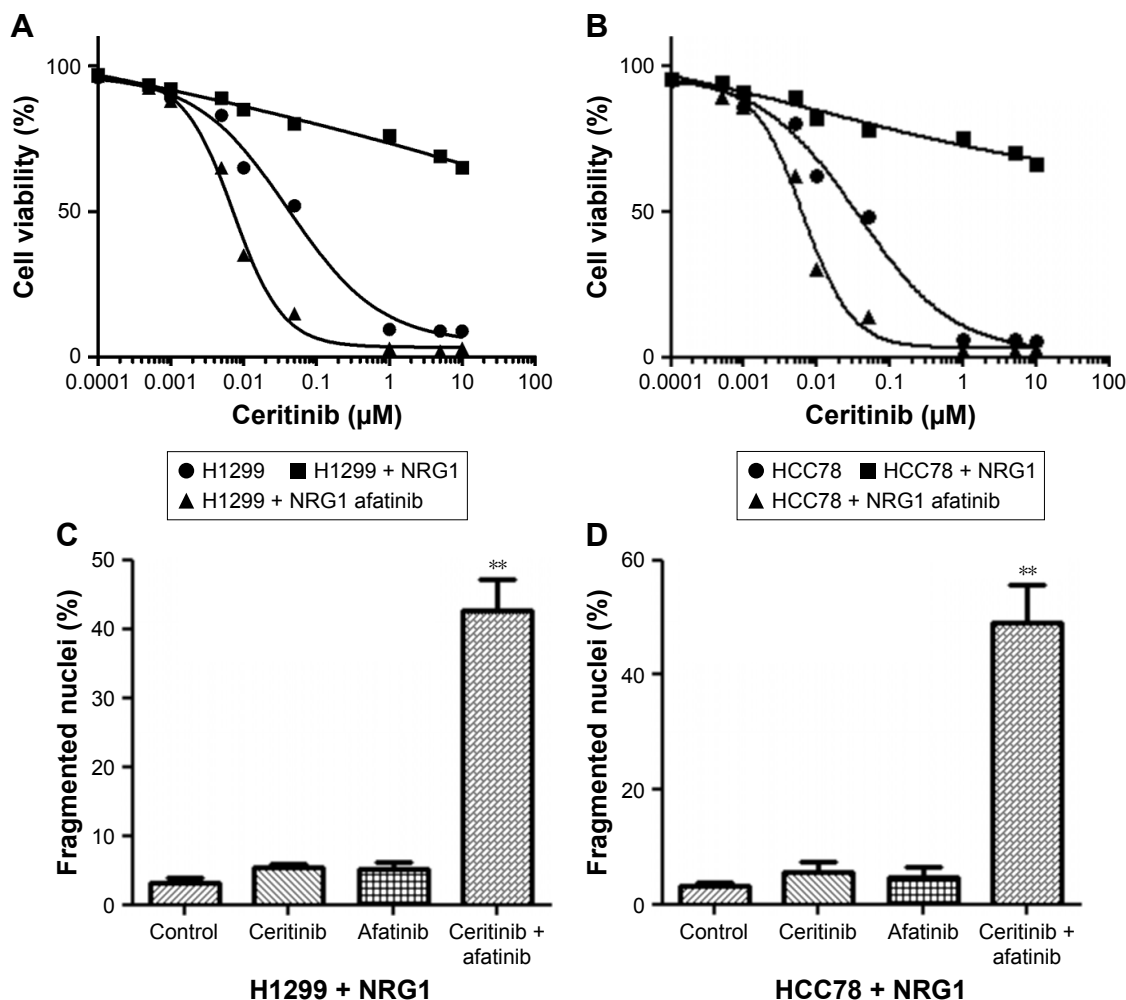 A
Cell viability (%)
100
50
0
0.0001 0.001 0.01 0.1 1 10 100
Ceritinib (µM)
● H1299 ■ H1299 + NRG1
▲ H1299 + NRG1 afatinib
B
Cell viability (%)
100
50
0
0.0001 0.001 0.01 0.1 1 10 100
Ceritinib (µM)
● HCC78 ■ HCC78 + NRG1
▲ HCC78 + NRG1 afatinib
C
Fragmented nuclei (%)
50
40
30
20
10
0
**
Control Ceritinib Afatinib Ceritinib +
afatinib
H1299 + NRG1
D
Fragmented nuclei (%)
60
40
20
0
**
Control Ceritinib Afatinib Ceritinib +
afatinib
HCC78 + NRG1